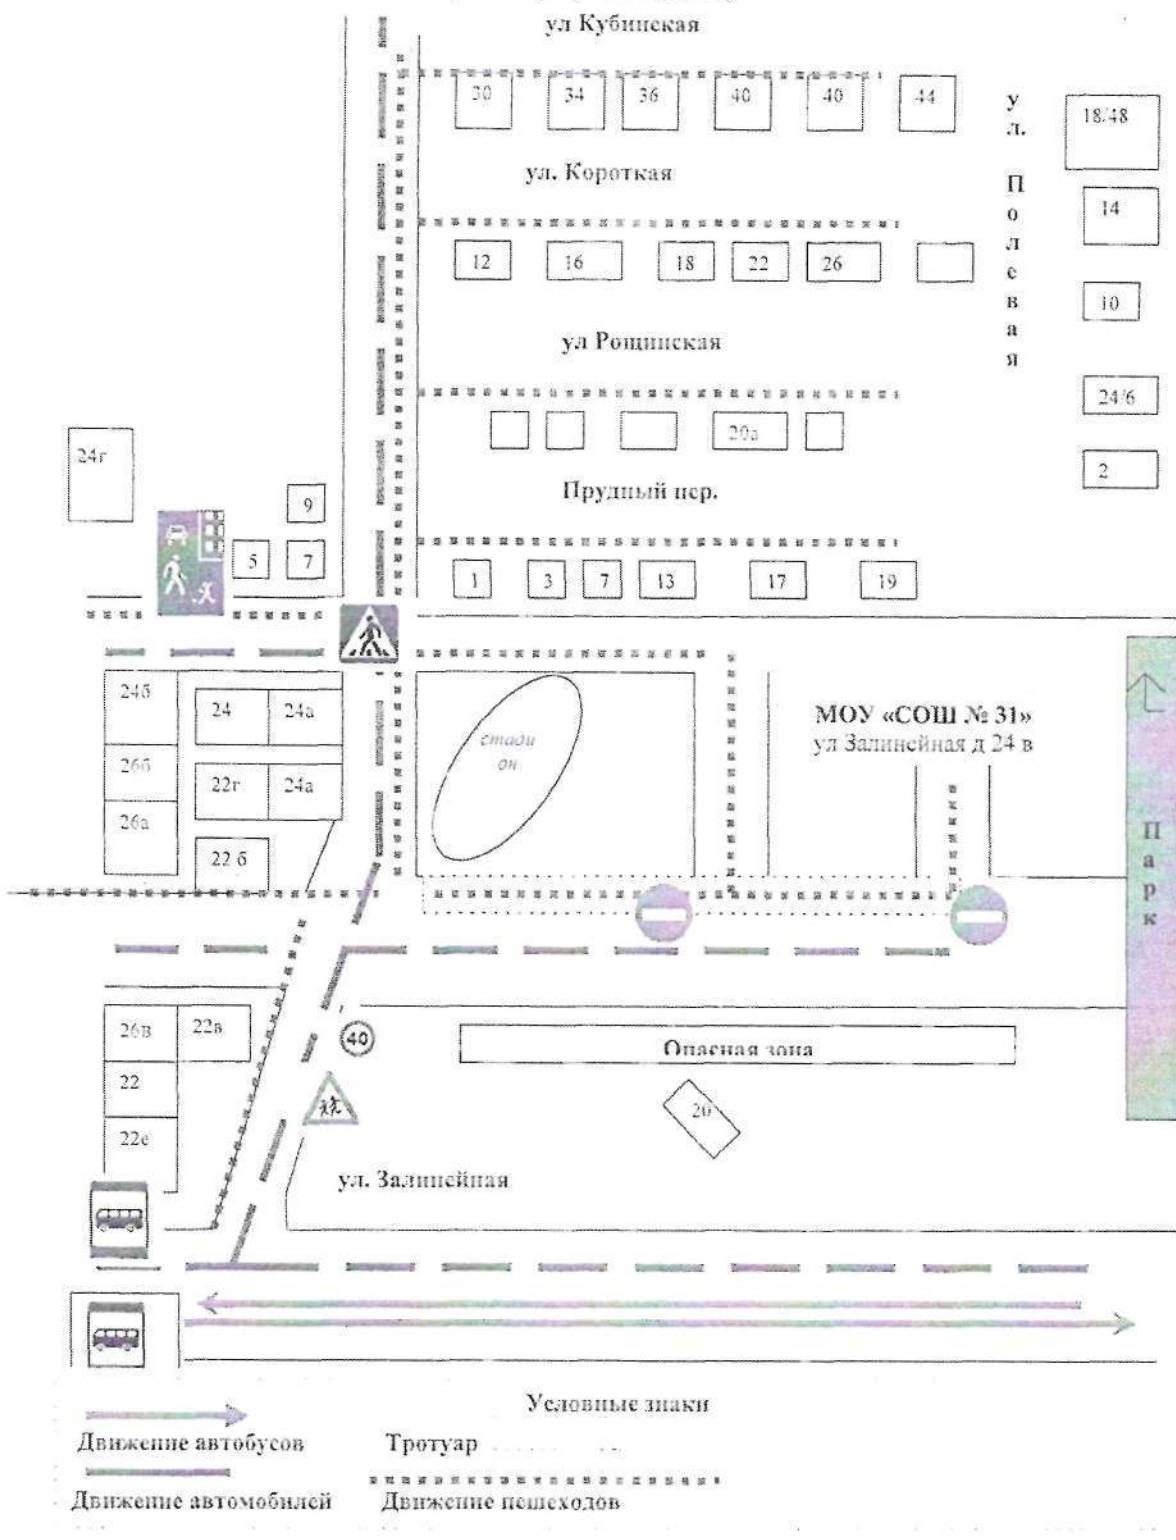 ул Кубинская
30 34 36 40 40 44
ул. Полевая
18/48
ул. Короткая
14
12 16 18 22 26
10
ул Рощинская
24/6
20а
24г
2
Прудный пер.
9
5 7
1 3 7 13 17 19
24б
24 24а
стади
он
МОУ «СОШ № 31»
ул Залинейная д 24 в
26б
22г 24а
26а
22 б
Парк
26в 22в
40
Опасная зона
22
20
22е
ул. Залинейная
Условные знаки
Движение автобусов
Тротуар
Движение автомобилей
Движение пешеходов